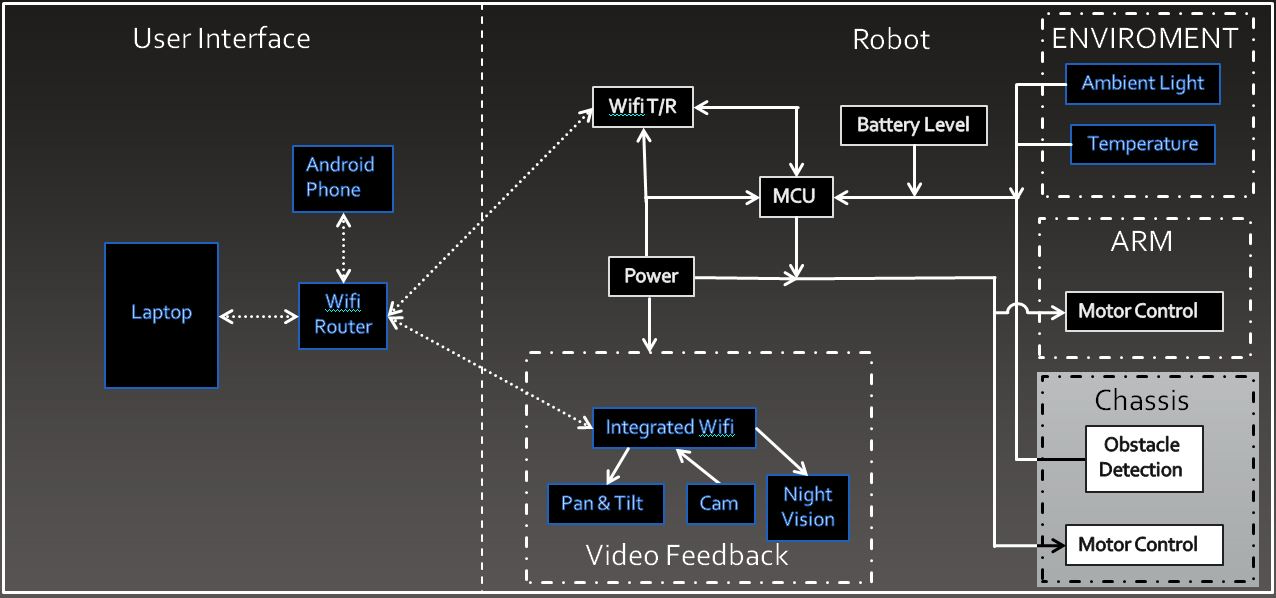 User Interface
Robot
ENVIROMENT
Ambient Light
Temperature
Wifi T/R
Battery Level
MCU
Android
Phone
Laptop
Wifi
Router
Power
ARM
Motor Control
Chassis
Obstacle
Detection
Motor Control
Integrated Wifi
Pan & Tilt
Cam
Night
Vision
Video Feedback